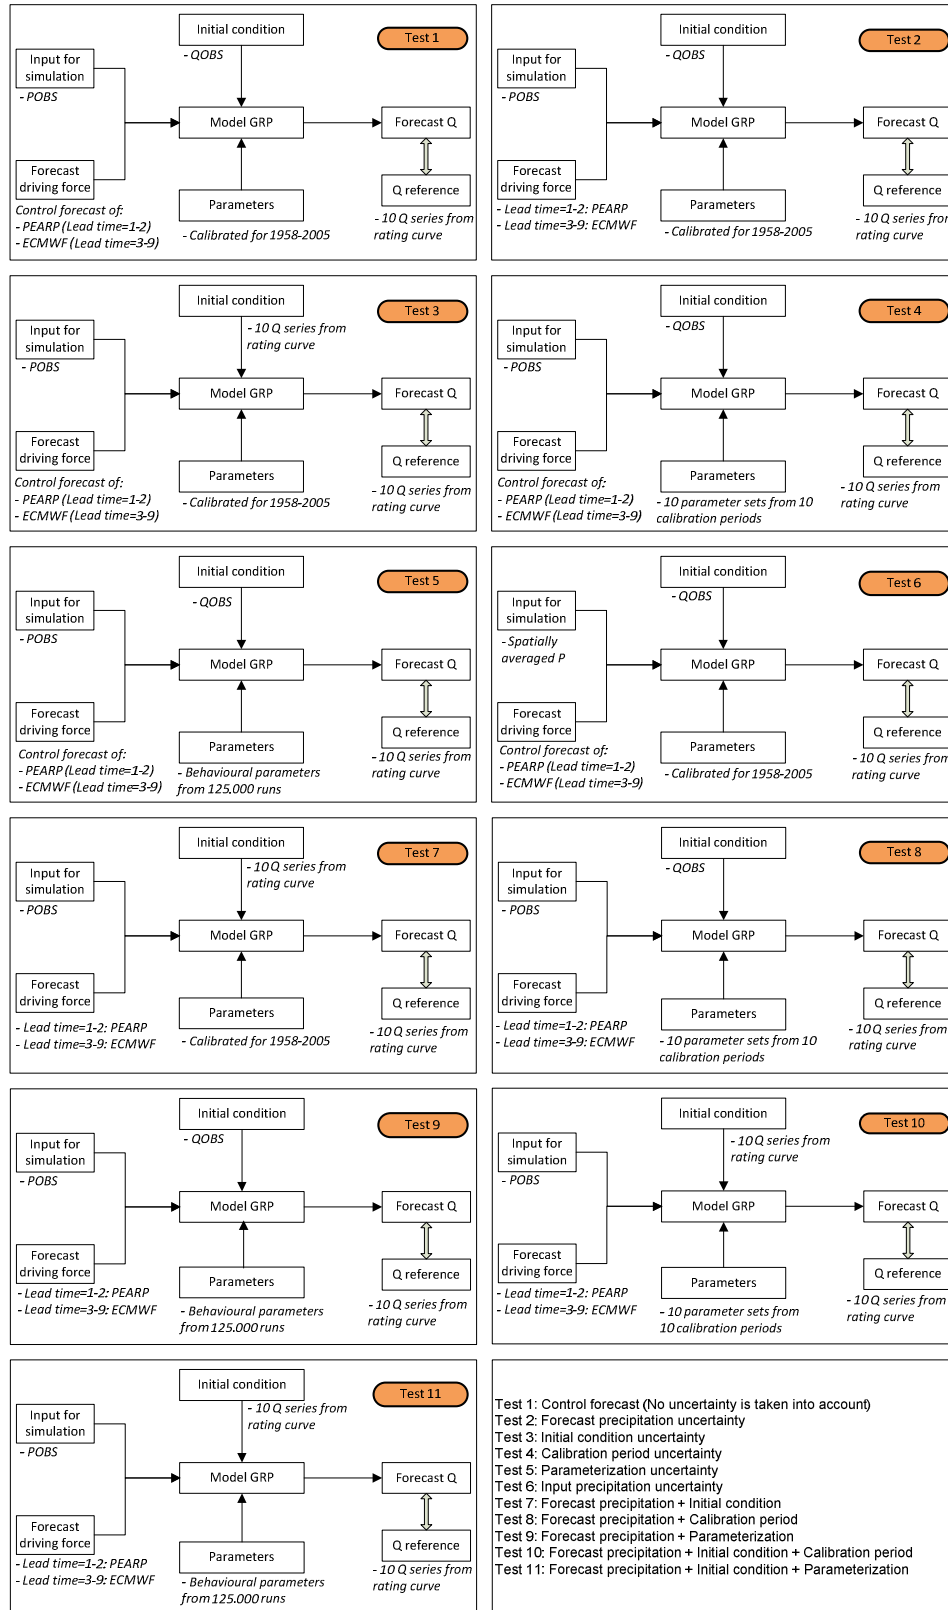 Test 1
Initial condition
- QOBS
Input for
simulation
- POBS
Model GRP
Forecast Q
Forecast
driving force
Control forecast of:
- PEARP (Lead time=1-2)
- ECMWF (Lead time=3-9)
Parameters
- Calibrated for 1958-2005
Q reference
- 10 Q series from
rating curve
Test 2
Initial condition
- QOBS
Input for
simulation
- POBS
Model GRP
Forecast Q
Forecast
driving force
- Lead time=1-2: PEARP
- Lead time=3-9: ECMWF
Parameters
- Calibrated for 1958-2005
Q reference
- 10 Q series from
rating curve
Test 3
Initial condition
- 10 Q series from
rating curve
Input for
simulation
- POBS
Model GRP
Forecast Q
Forecast
driving force
Control forecast of:
- PEARP (Lead time=1-2)
- ECMWF (Lead time=3-9)
Parameters
- Calibrated for 1958-2005
Q reference
- 10 Q series from
rating curve
Test 4
Initial condition
- QOBS
Input for
simulation
- POBS
Model GRP
Forecast Q
Forecast
driving force
Control forecast of:
- PEARP (Lead time=1-2)
- ECMWF (Lead time=3-9)
Parameters
- 10 parameter sets from 10
calibration periods
Q reference
- 10 Q series from
rating curve
Test 5
Initial condition
- QOBS
Input for
simulation
- POBS
Model GRP
Forecast Q
Forecast
driving force
Control forecast of:
- PEARP (Lead time=1-2)
- ECMWF (Lead time=3-9)
Parameters
- Behavioural parameters
from 125.000 runs
Q reference
- 10 Q series from
rating curve
Test 6
Initial condition
- QOBS
Input for
simulation
- Spatially
averaged P
Model GRP
Forecast Q
Forecast
driving force
Control forecast of:
- PEARP (Lead time=1-2)
- ECMWF (Lead time=3-9)
Parameters
- Calibrated for 1958-2005
Q reference
- 10 Q series from
rating curve
Test 7
Initial condition
- 10 Q series from
rating curve
Input for
simulation
- POBS
Model GRP
Forecast Q
Forecast
driving force
- Lead time=1-2: PEARP
- Lead time=3-9: ECMWF
Parameters
- Calibrated for 1958-2005
Q reference
- 10 Q series from
rating curve
Test 8
Initial condition
- QOBS
Input for
simulation
- POBS
Model GRP
Forecast Q
Forecast
driving force
- Lead time=1-2: PEARP
- Lead time=3-9: ECMWF
Parameters
- 10 parameter sets from 10
calibration periods
Q reference
- 10 Q series from
rating curve
Test 9
Initial condition
- QOBS
Input for
simulation
- POBS
Model GRP
Forecast Q
Forecast
driving force
- Lead time=1-2: PEARP
- Lead time=3-9: ECMWF
Parameters
- Behavioural parameters
from 125.000 runs
Q reference
- 10 Q series from
rating curve
Test 10
Initial condition
- 10 Q series from
rating curve
Input for
simulation
- POBS
Model GRP
Forecast Q
Forecast
driving force
- Lead time=1-2: PEARP
- Lead time=3-9: ECMWF
Parameters
- 10 parameter sets from
10 calibration periods
Q reference
- 10 Q series from
rating curve
Test 11
Initial condition
- 10 Q series from
rating curve
Input for
simulation
- POBS
Model GRP
Forecast Q
Forecast
driving force
- Lead time=1-2: PEARP
- Lead time=3-9: ECMWF
Parameters
- Behavioural parameters
from 125.000 runs
Q reference
- 10 Q series from
rating curve
Test 1: Control forecast (No uncertainty is taken into account)
Test 2: Forecast precipitation uncertainty
Test 3: Initial condition uncertainty
Test 4: Calibration period uncertainty
Test 5: Parameterization uncertainty
Test 6: Input precipitation uncertainty
Test 7: Forecast precipitation + Initial condition
Test 8: Forecast precipitation + Calibration period
Test 9: Forecast precipitation + Parameterization
Test 10: Forecast precipitation + Initial condition + Calibration period
Test 11: Forecast precipitation + Initial condition + Parameterization